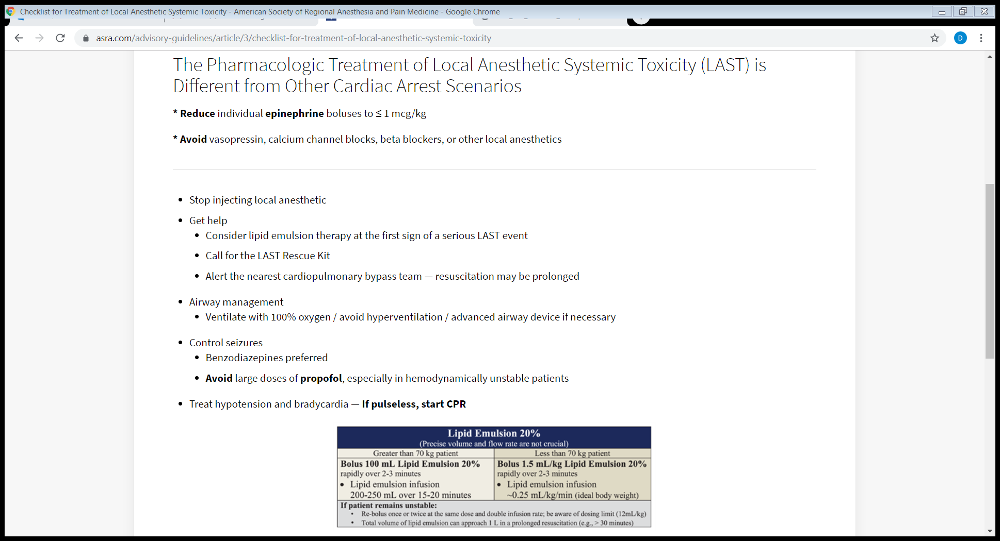 Checklist for Treatment of Local Anesthetic Systemic Toxicity - American Society of Regional Anesthesia and Pain Medicine - Google Chrome
asra.com/advisory-guidelines/article/3/checklist-for-treatment-of-local-anesthetic-systemic-toxicity
D
The Pharmacologic Treatment of Local Anesthetic Systemic Toxicity (LAST) is
Different from Other Cardiac Arrest Scenarios
* Reduce individual epinephrine boluses to ≤ 1 mcg/kg
* Avoid vasopressin, calcium channel blocks, beta blockers, or other local anesthetics
• Stop injecting local anesthetic
• Get help
• Consider lipid emulsion therapy at the first sign of a serious LAST event
• Call for the LAST Rescue Kit
• Alert the nearest cardiopulmonary bypass team — resuscitation may be prolonged
• Airway management
• Ventilate with 100% oxygen / avoid hyperventilation / advanced airway device if necessary
• Control seizures
• Benzodiazepines preferred
• Avoid large doses of propofol, especially in hemodynamically unstable patients
• Treat hypotension and bradycardia — If pulseless, start CPR
Lipid Emulsion 20%
(Precise volume and flow rate are not crucial)
Greater than 70 kg patient
Bolus 100 mL Lipid Emulsion 20%
rapidly over 2-3 minutes
• Lipid emulsion infusion
200-250 mL over 15-20 minutes
Less than 70 kg patient
Bolus 1.5 mL/kg Lipid Emulsion 20%
rapidly over 2-3 minutes
• Lipid emulsion infusion
~0.25 mL/kg/min (ideal body weight)
If patient remains unstable:
• Re-bolus once or twice at the same dose and double infusion rate; be aware of dosing limit (12mL/kg)
• Total volume of lipid emulsion can approach 1 L in a prolonged resuscitation (e.g., > 30 minutes)